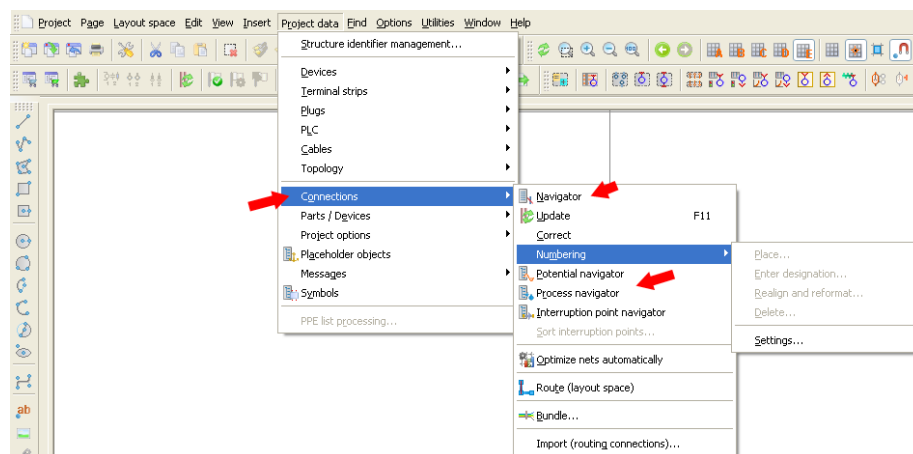 Project Page Layout space Edit View Insert Project data Find Options Utilities Window Help
Structure identifier management...
Devices
Terminal strips
Plugs
PLC
Cables
Topology
Connections
Parts / Devices
Project options
Placeholder objects
Messages
Symbols
PPE list processing...
Navigator
Update F11
Correct
Numbering
Potential navigator
Process navigator
Interruption point navigator
Sort interruption points...
Optimize nets automatically
Route (layout space)
Bundle...
Import (routing connections)...
Place...
Enter designation...
Realign and reformat...
Delete...
Settings...
ab